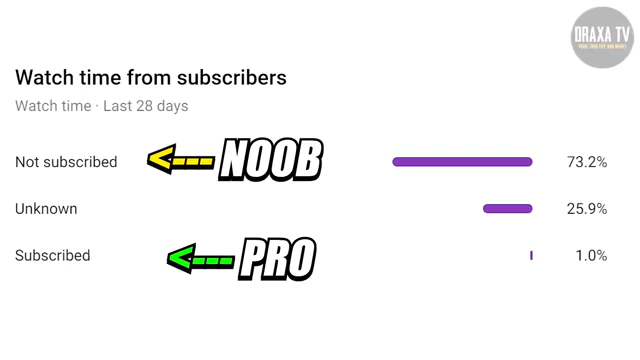 DRAXA TV
Watch time from subscribers
Watch time · Last 28 days
Not subscribed NOOB 73.2%
Unknown 25.9%
Subscribed PRO 1.0%